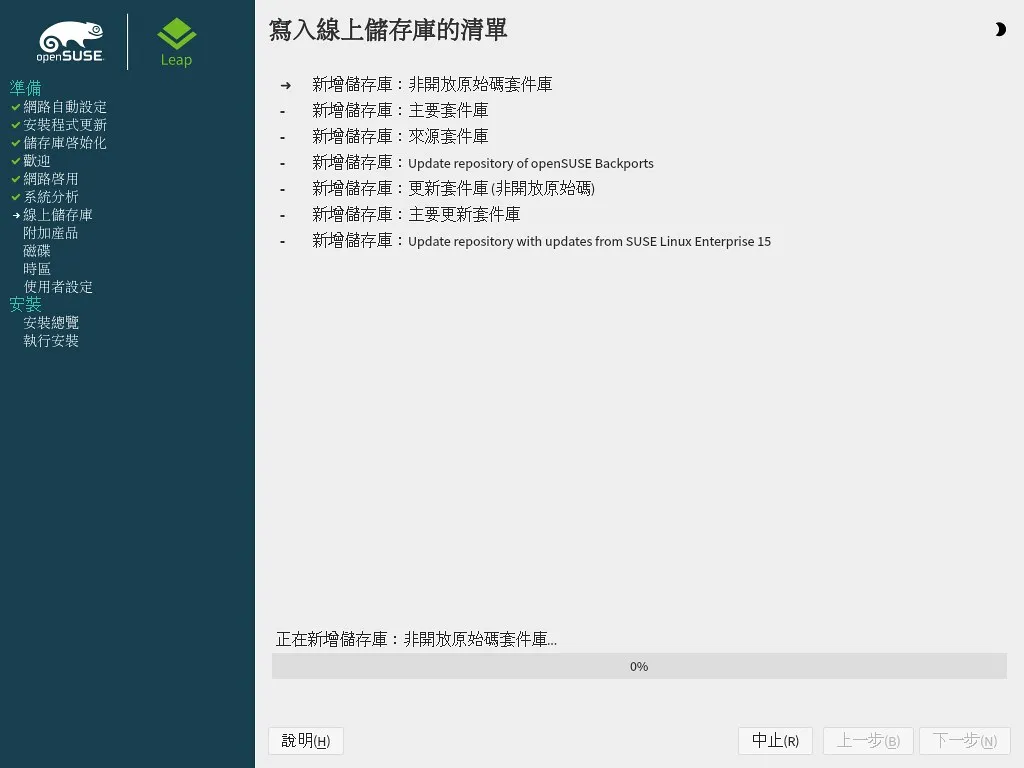 openSUSE.
Leap
準備
網路自動設定
安裝程式更新
儲存庫啓始化
歡迎
網路啓用
系統分析
線上儲存庫
附加產品
磁碟
時區
使用者設定
安裝
安裝總覽
執行安裝
寫入線上儲存庫的清單
→ 新增儲存庫：非開放原始碼套件庫
- 新增儲存庫：主要套件庫
- 新增儲存庫：來源套件庫
- 新增儲存庫：Update repository of openSUSE Backports
- 新增儲存庫：更新套件庫 (非開放原始碼)
- 新增儲存庫：主要更新套件庫
- 新增儲存庫：Update repository with updates from SUSE Linux Enterprise 15
正在新增儲存庫：非開放原始碼套件庫...
0%
說明(H) 中止(R) 上一步(B) 下一步(N)